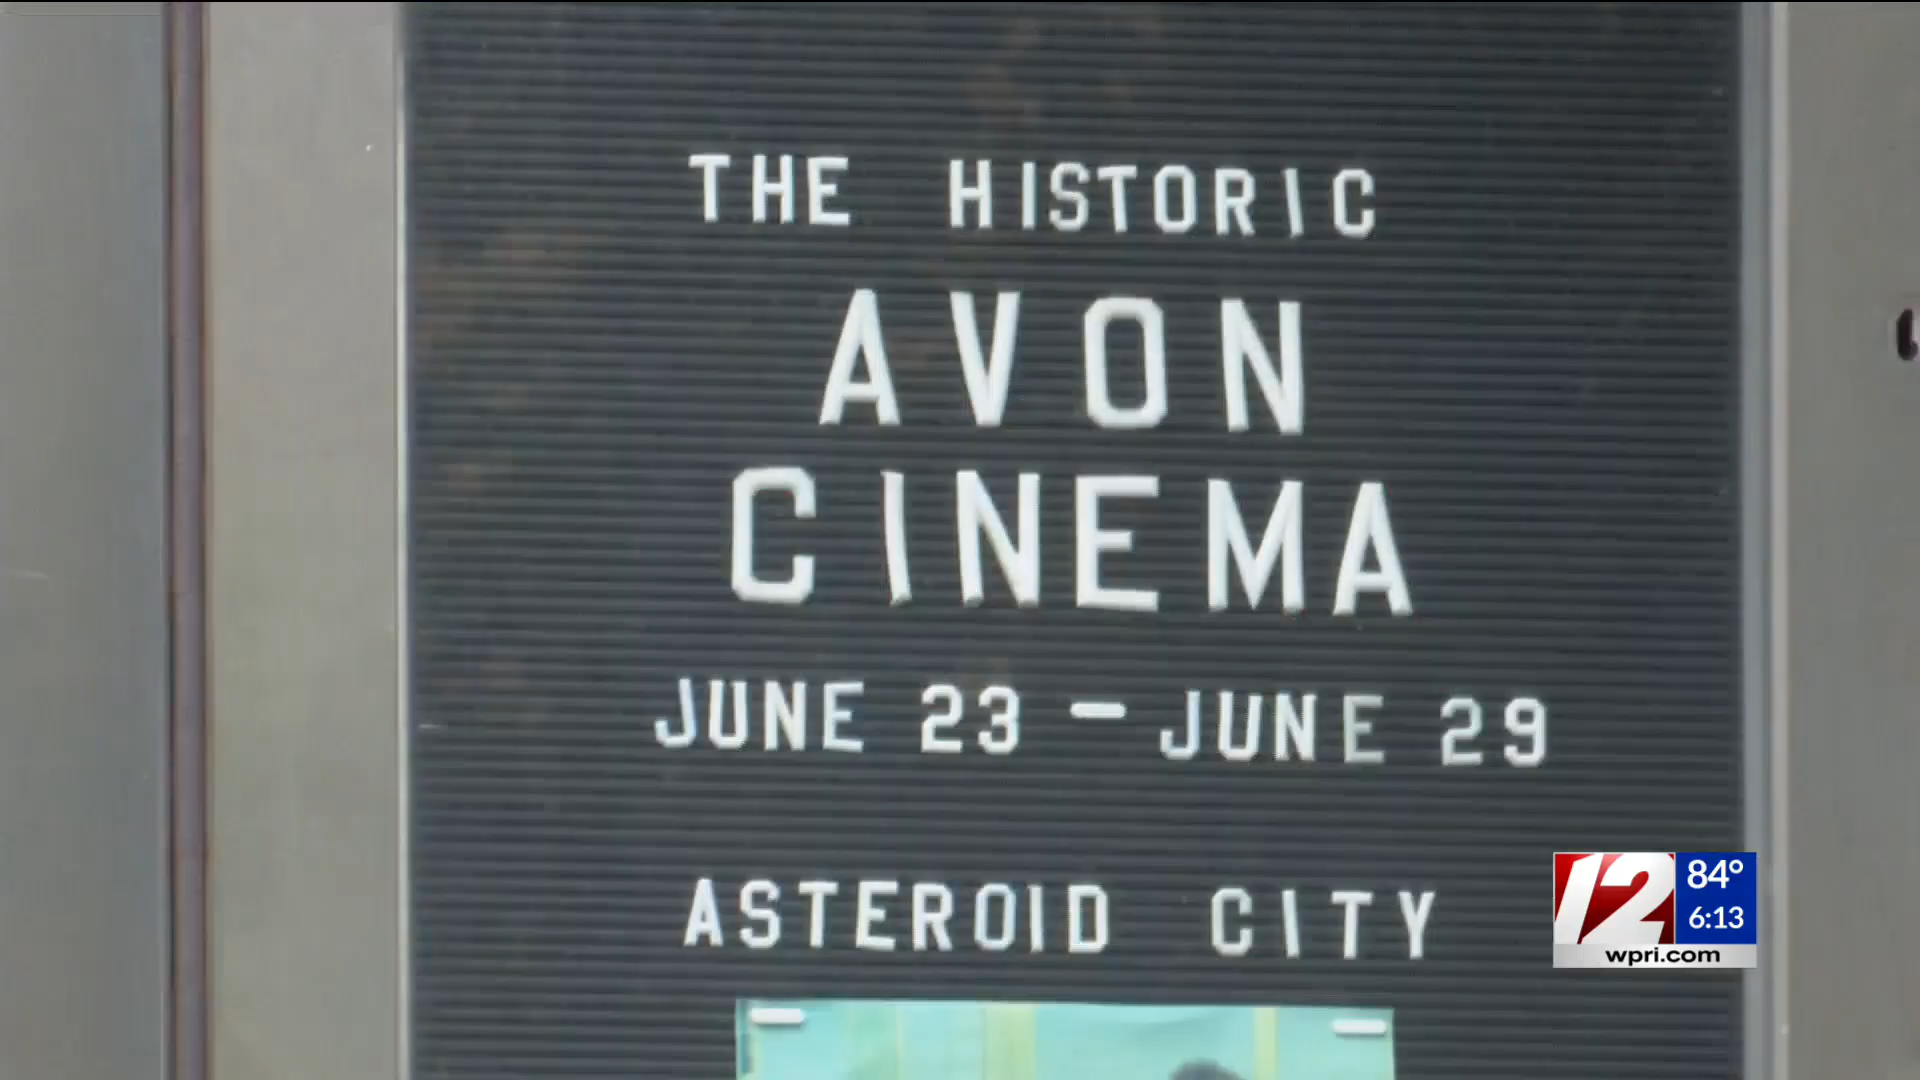 THE HISTORIC
AVON
CINEMA
JUNE 23 - JUNE 29
ASTEROID CITY
12
84°
6:13
wpri.com